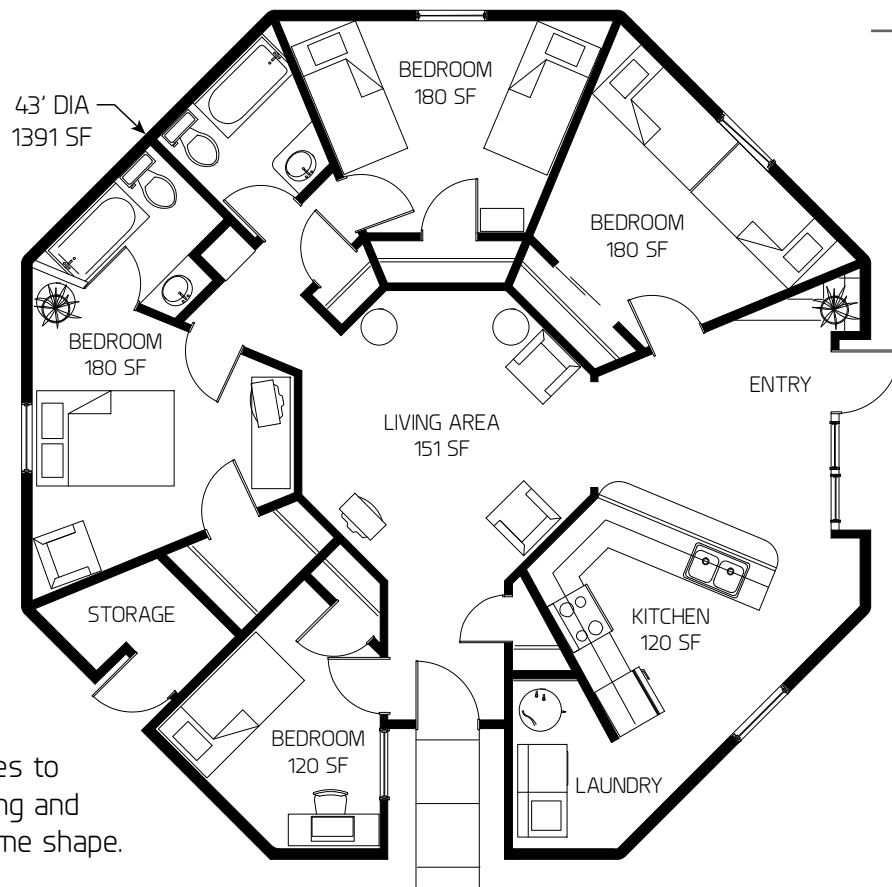 43' DIA
1391 SF
BEDROOM
180 SF
BEDROOM
180 SF
BEDROOM
180 SF
LIVING AREA
151 SF
ENTRY
STORAGE
KITCHEN
120 SF
BEDROOM
120 SF
LAUNDRY
es to
ng and
me shape.